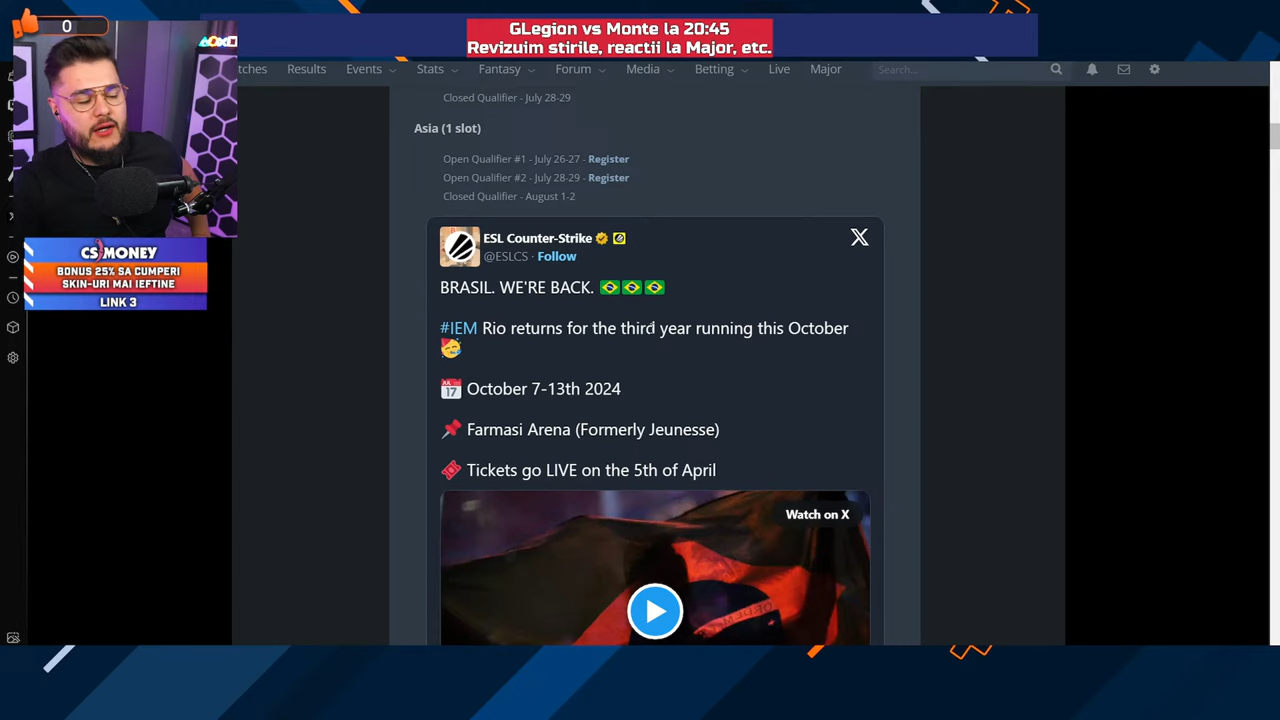 0
GLegion vs Monte la 20:45
Revizuim stirile, reactii la Major, etc.
tches Results Events Stats Fantasy Forum Media Betting Live Major Search...
Closed Qualifier - July 28-29
Asia (1 slot)
Open Qualifier #1 - July 26-27 - Register
Open Qualifier #2 - July 28-29 - Register
Closed Qualifier - August 1-2
ESL Counter-Strike
@ESLCS · Follow
BRASIL. WE'RE BACK. 🇧🇷🇧🇷🇧🇷
#IEM Rio returns for the third year running this October
🥳
📅 October 7-13th 2024
📌 Farmasi Arena (Formerly Jeunesse)
🎟️ Tickets go LIVE on the 5th of April
Watch on X
CS MONEY
BONUS 25% SA CUMPERI
SKIN-URI MAI IEFTINE
LINK 3